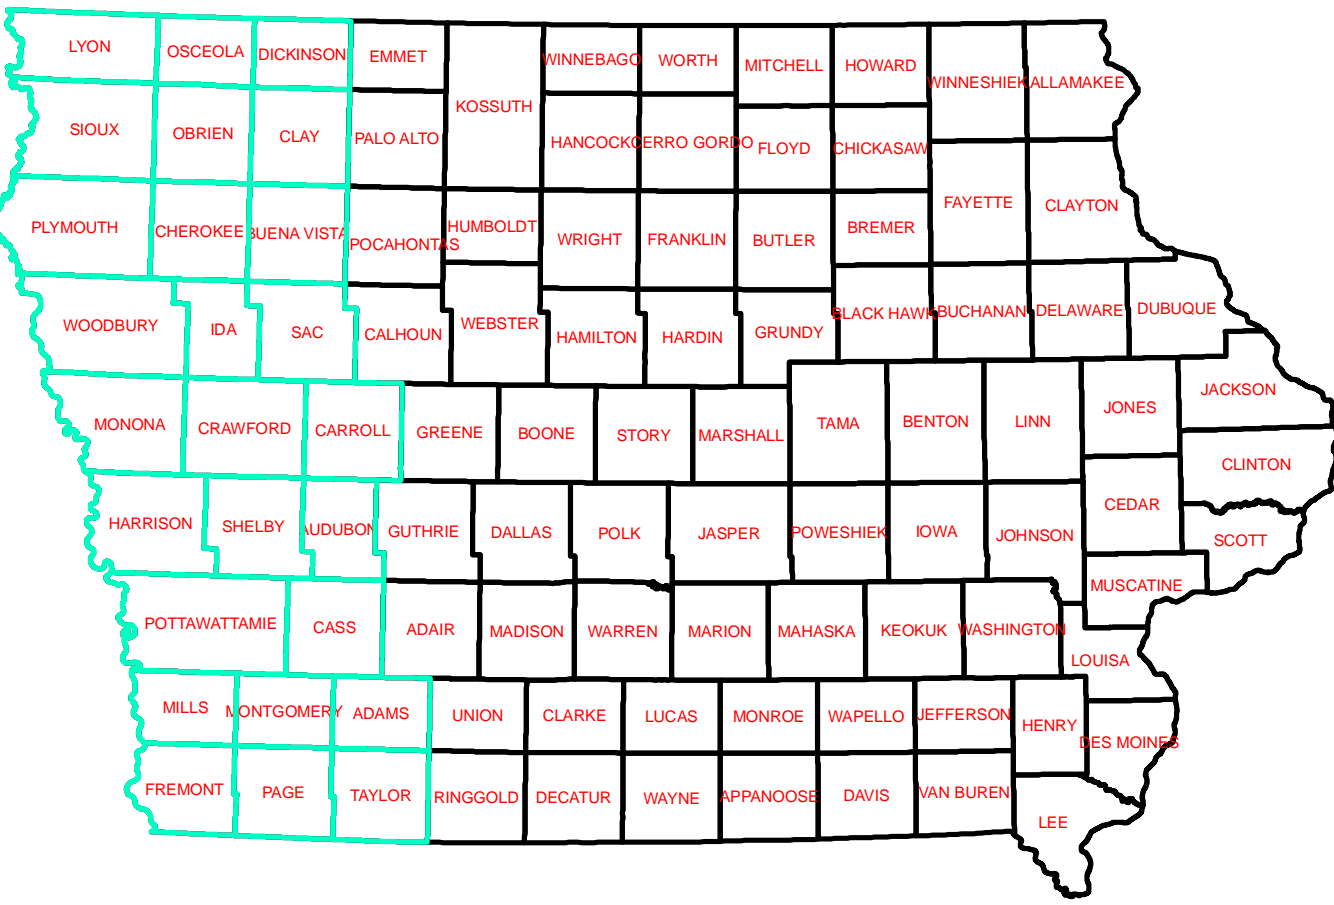 LYON
OSCEOLA
DICKINSON
EMMET
KOSSUTH
WINNEBAGO
WORTH
MITCHELL
HOWARD
WINNESHIEK
ALLAMAKEE
SIOUX
OBRIEN
CLAY
PALO ALTO
HANCOCK
CERRO GORDO
FLOYD
CHICKASAW
PLYMOUTH
CHEROKEE
BUENA VISTA
POCAHONTAS
HUMBOLDT
WRIGHT
FRANKLIN
BUTLER
BREMER
FAYETTE
CLAYTON
WOODBURY
IDA
SAC
CALHOUN
WEBSTER
HAMILTON
HARDIN
GRUNDY
BLACK HAWK
BUCHANAN
DELAWARE
DUBUQUE
MONONA
CRAWFORD
CARROLL
GREENE
BOONE
STORY
MARSHALL
TAMA
BENTON
LINN
JONES
JACKSON
CLINTON
HARRISON
SHELBY
AUDUBON
GUTHRIE
DALLAS
POLK
JASPER
POWESHIEK
IOWA
JOHNSON
CEDAR
SCOTT
MUSCATINE
POTTAWATTAMIE
CASS
ADAIR
MADISON
WARREN
MARION
MAHASKA
KEOKUK
WASHINGTON
LOUISA
MILLS
MONTGOMERY
ADAMS
UNION
CLARKE
LUCAS
MONROE
WAPELLO
JEFFERSON
HENRY
DES MOINES
FREMONT
PAGE
TAYLOR
RINGGOLD
DECATUR
WAYNE
APPANOOSE
DAVIS
VAN BUREN
LEE